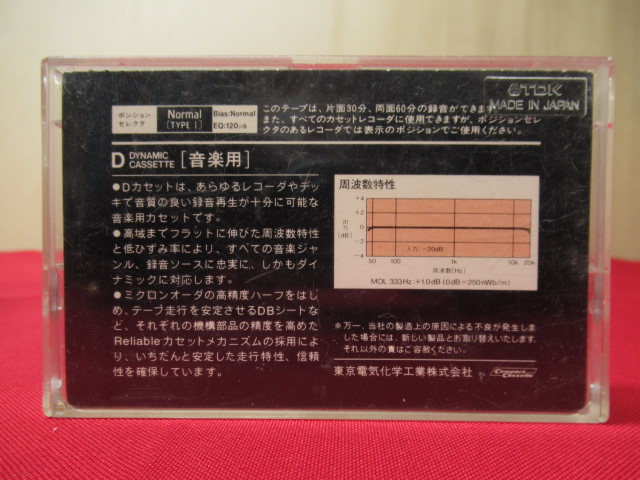 TDK
MADE IN JAPAN
ポジション
セレクタ
Normal
[TYPE I]
Bias:Normal
EQ:120μs
このテープは、片面30分、両面60分の録音ができます
また、すべてのカセットレコーダに使用できますが、ポジションセレ
クタのあるレコーダでは表示のポジションでご使用ください。
D DYNAMIC
CASSETTE [音楽用]
●Dカセットは、あらゆるレコーダやデッ
キで音質の良い録音再生が十分に可能な
音楽用カセットです。
●高域までフラットに伸びた周波数特性
と低ひずみ率により、すべての音楽ジャ
ンル、録音ソースに忠実に、しかもダイ
ナミックに対応します。
●ミクロンオーダの高精度ハーフをはじ
め、テープ走行を安定させるDBシートな
ど、それぞれの機構部品の精度を高めた
Reliableカセットメカニズムの採用によ
り、いちだんと安定した走行特性、信頼
性を確保しています。
周波数特性
+4
+2
出力
(dB)
0
-2
-4
入力: -20dB
50 100 1k 10k 20k
周波数(Hz)
MOL 333Hz:+1.0dB (0dB=250nWb/m)
※万一、当社の製造上の原因による不良が発生しま
した場合には、新しい製品とお取り替えいたします。
それ以外の責はご容赦ください。
東京電気化学工業株式会社
Compact
Cassette